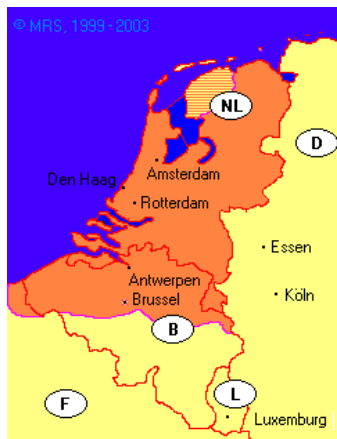 © MRS, 1999 - 2003
NL
D
Den Haag
Amsterdam
Rotterdam
Essen
Antwerpen
Köln
Brussel
B
L
F
Luxemburg